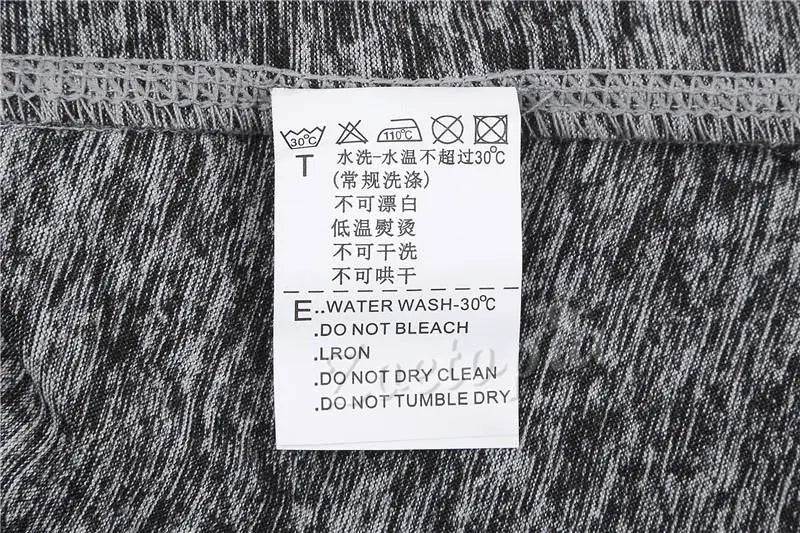 30℃ 110℃
T 水洗-水温不超过30℃
(常规洗涤)
不可漂白
低温熨烫
不可干洗
不可哄干
E..WATER WASH-30℃
.DO NOT BLEACH
.LRON
.DO NOT DRY CLEAN
.DO NOT TUMBLE DRY